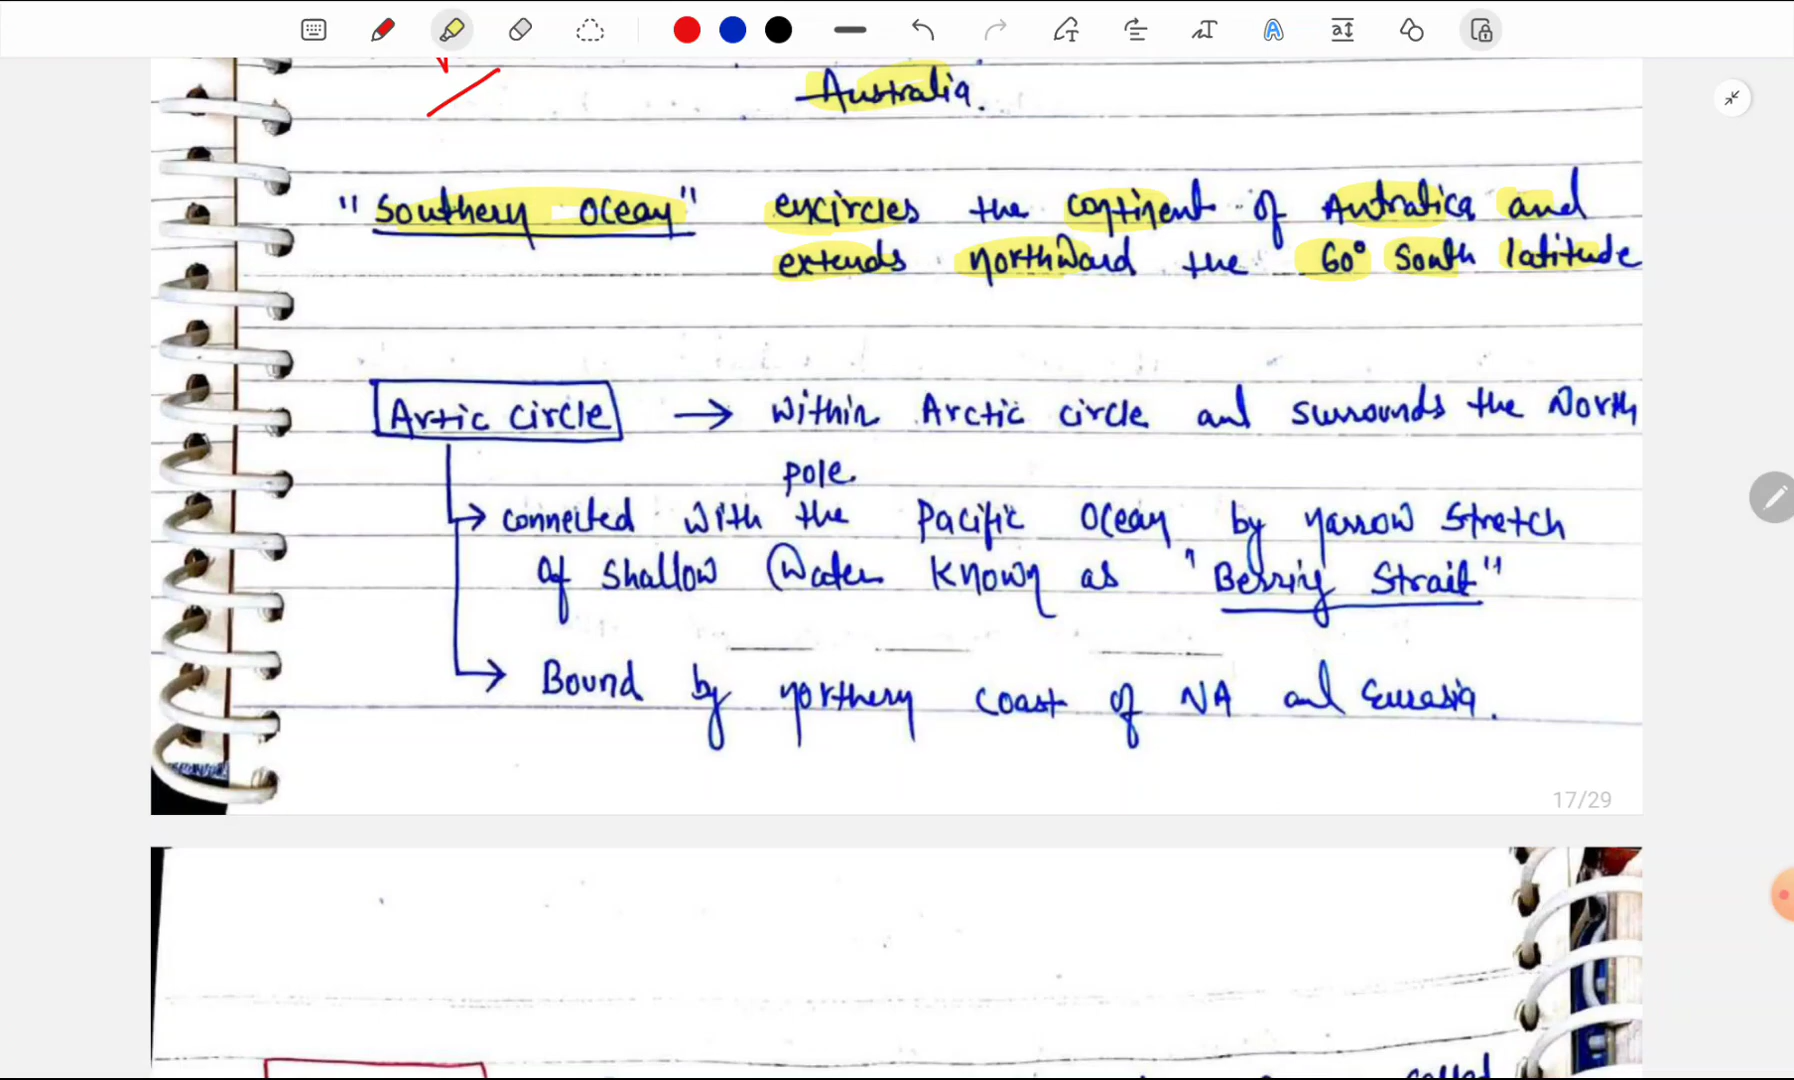 Australia.
"Southern Ocean" encircles the continent of Antratica and
extends northward the 60° South latitude
Artic Circle → Within Arctic circle and surrounds the North
pole.
→ connected with the Pacific Ocean by narrow stretch
of shallow Water known as "Berring Strait"
→ Bound by northern coast of NA and Eurasia.
17/29
called